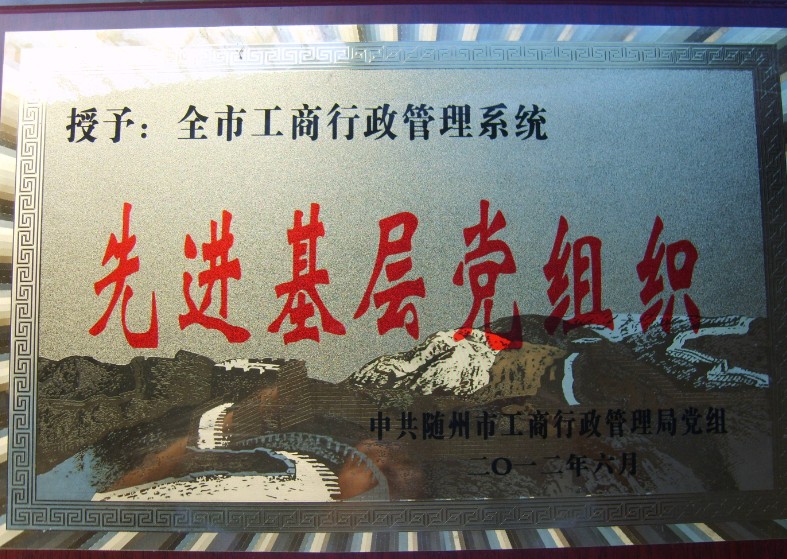 授予：全市工商行政管理系统
先进基层党组织
中共随州市工商行政管理局党组
二〇一二年六月